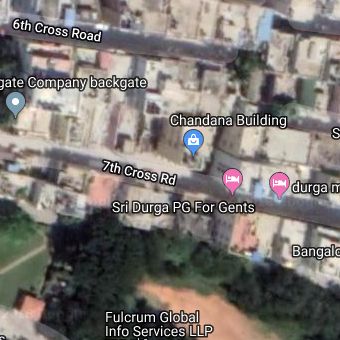 6th Cross Road
gate Company backgate
Chandana Building
S
7th Cross Rd
durga m
Sri Durga PG For Gents
Bangalo
Fulcrum Global
Info Services LLP